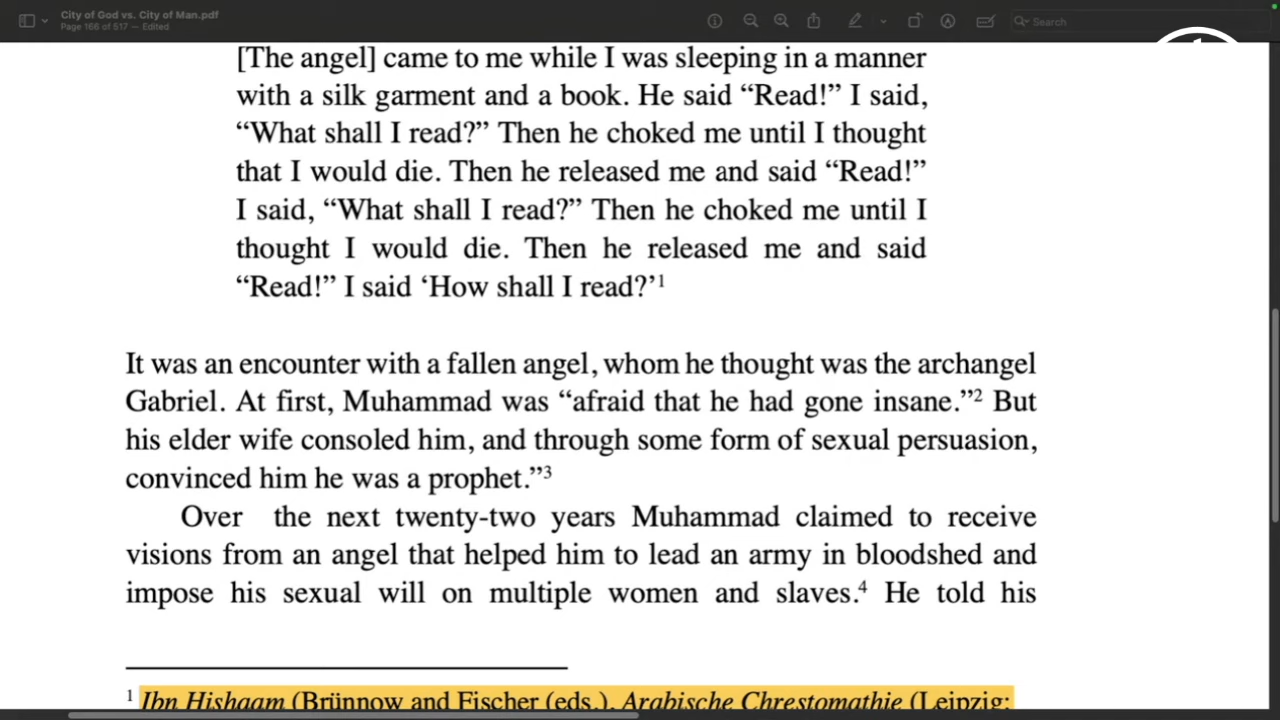 City of God vs. City of Man.pdf
Page 166 of 517 — Edited
Search
[The angel] came to me while I was sleeping in a manner
with a silk garment and a book. He said “Read!” I said,
“What shall I read?” Then he choked me until I thought
that I would die. Then he released me and said “Read!”
I said, “What shall I read?” Then he choked me until I
thought I would die. Then he released me and said
“Read!” I said ‘How shall I read?’1
It was an encounter with a fallen angel, whom he thought was the archangel
Gabriel. At first, Muhammad was “afraid that he had gone insane.”2 But
his elder wife consoled him, and through some form of sexual persuasion,
convinced him he was a prophet.”3
Over the next twenty-two years Muhammad claimed to receive
visions from an angel that helped him to lead an army in bloodshed and
impose his sexual will on multiple women and slaves.4 He told his
1 Ibn Hishaam (Brünnow and Fischer (eds.), Arabische Chrestomathie (Leipzig: